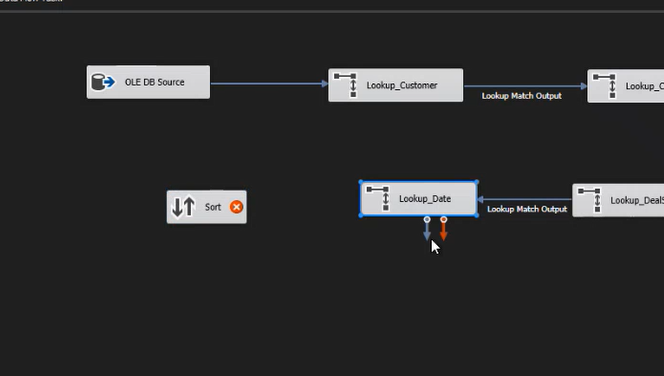 OLE DB Source
Lookup_Customer
Lookup Match Output
Sort
Lookup_Date
Lookup Match Output